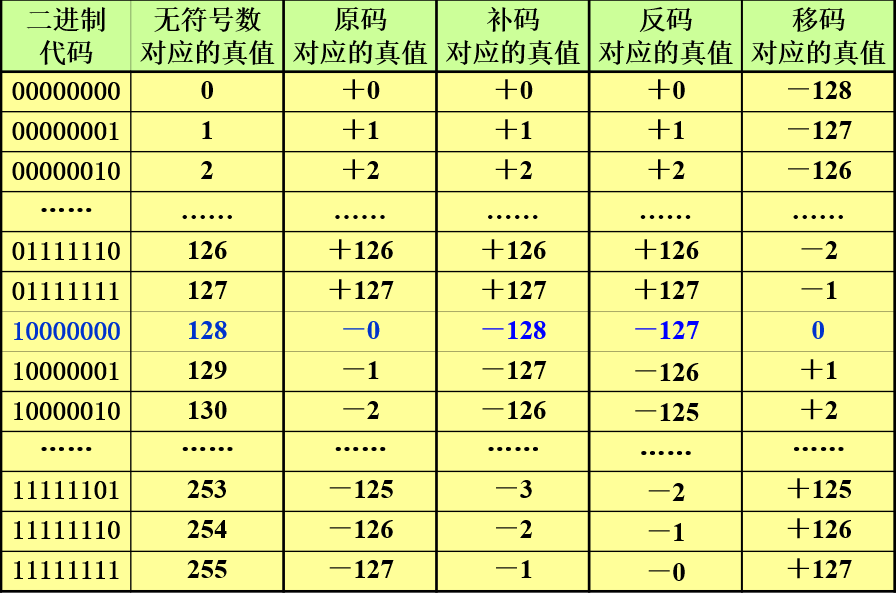 二进制 无符号数 原码 补码 反码 移码
代码 对应的真值 对应的真值 对应的真值 对应的真值 对应的真值
00000000 0 +0 +0 +0 -128
00000001 1 +1 +1 +1 -127
00000010 2 +2 +2 +2 -126
…… …… …… …… …… ……
01111110 126 +126 +126 +126 -2
01111111 127 +127 +127 +127 -1
10000000 128 -0 -128 -127 0
10000001 129 -1 -127 -126 +1
10000010 130 -2 -126 -125 +2
…… …… …… …… …… ……
11111101 253 -125 -3 -2 +125
11111110 254 -126 -2 -1 +126
11111111 255 -127 -1 -0 +127